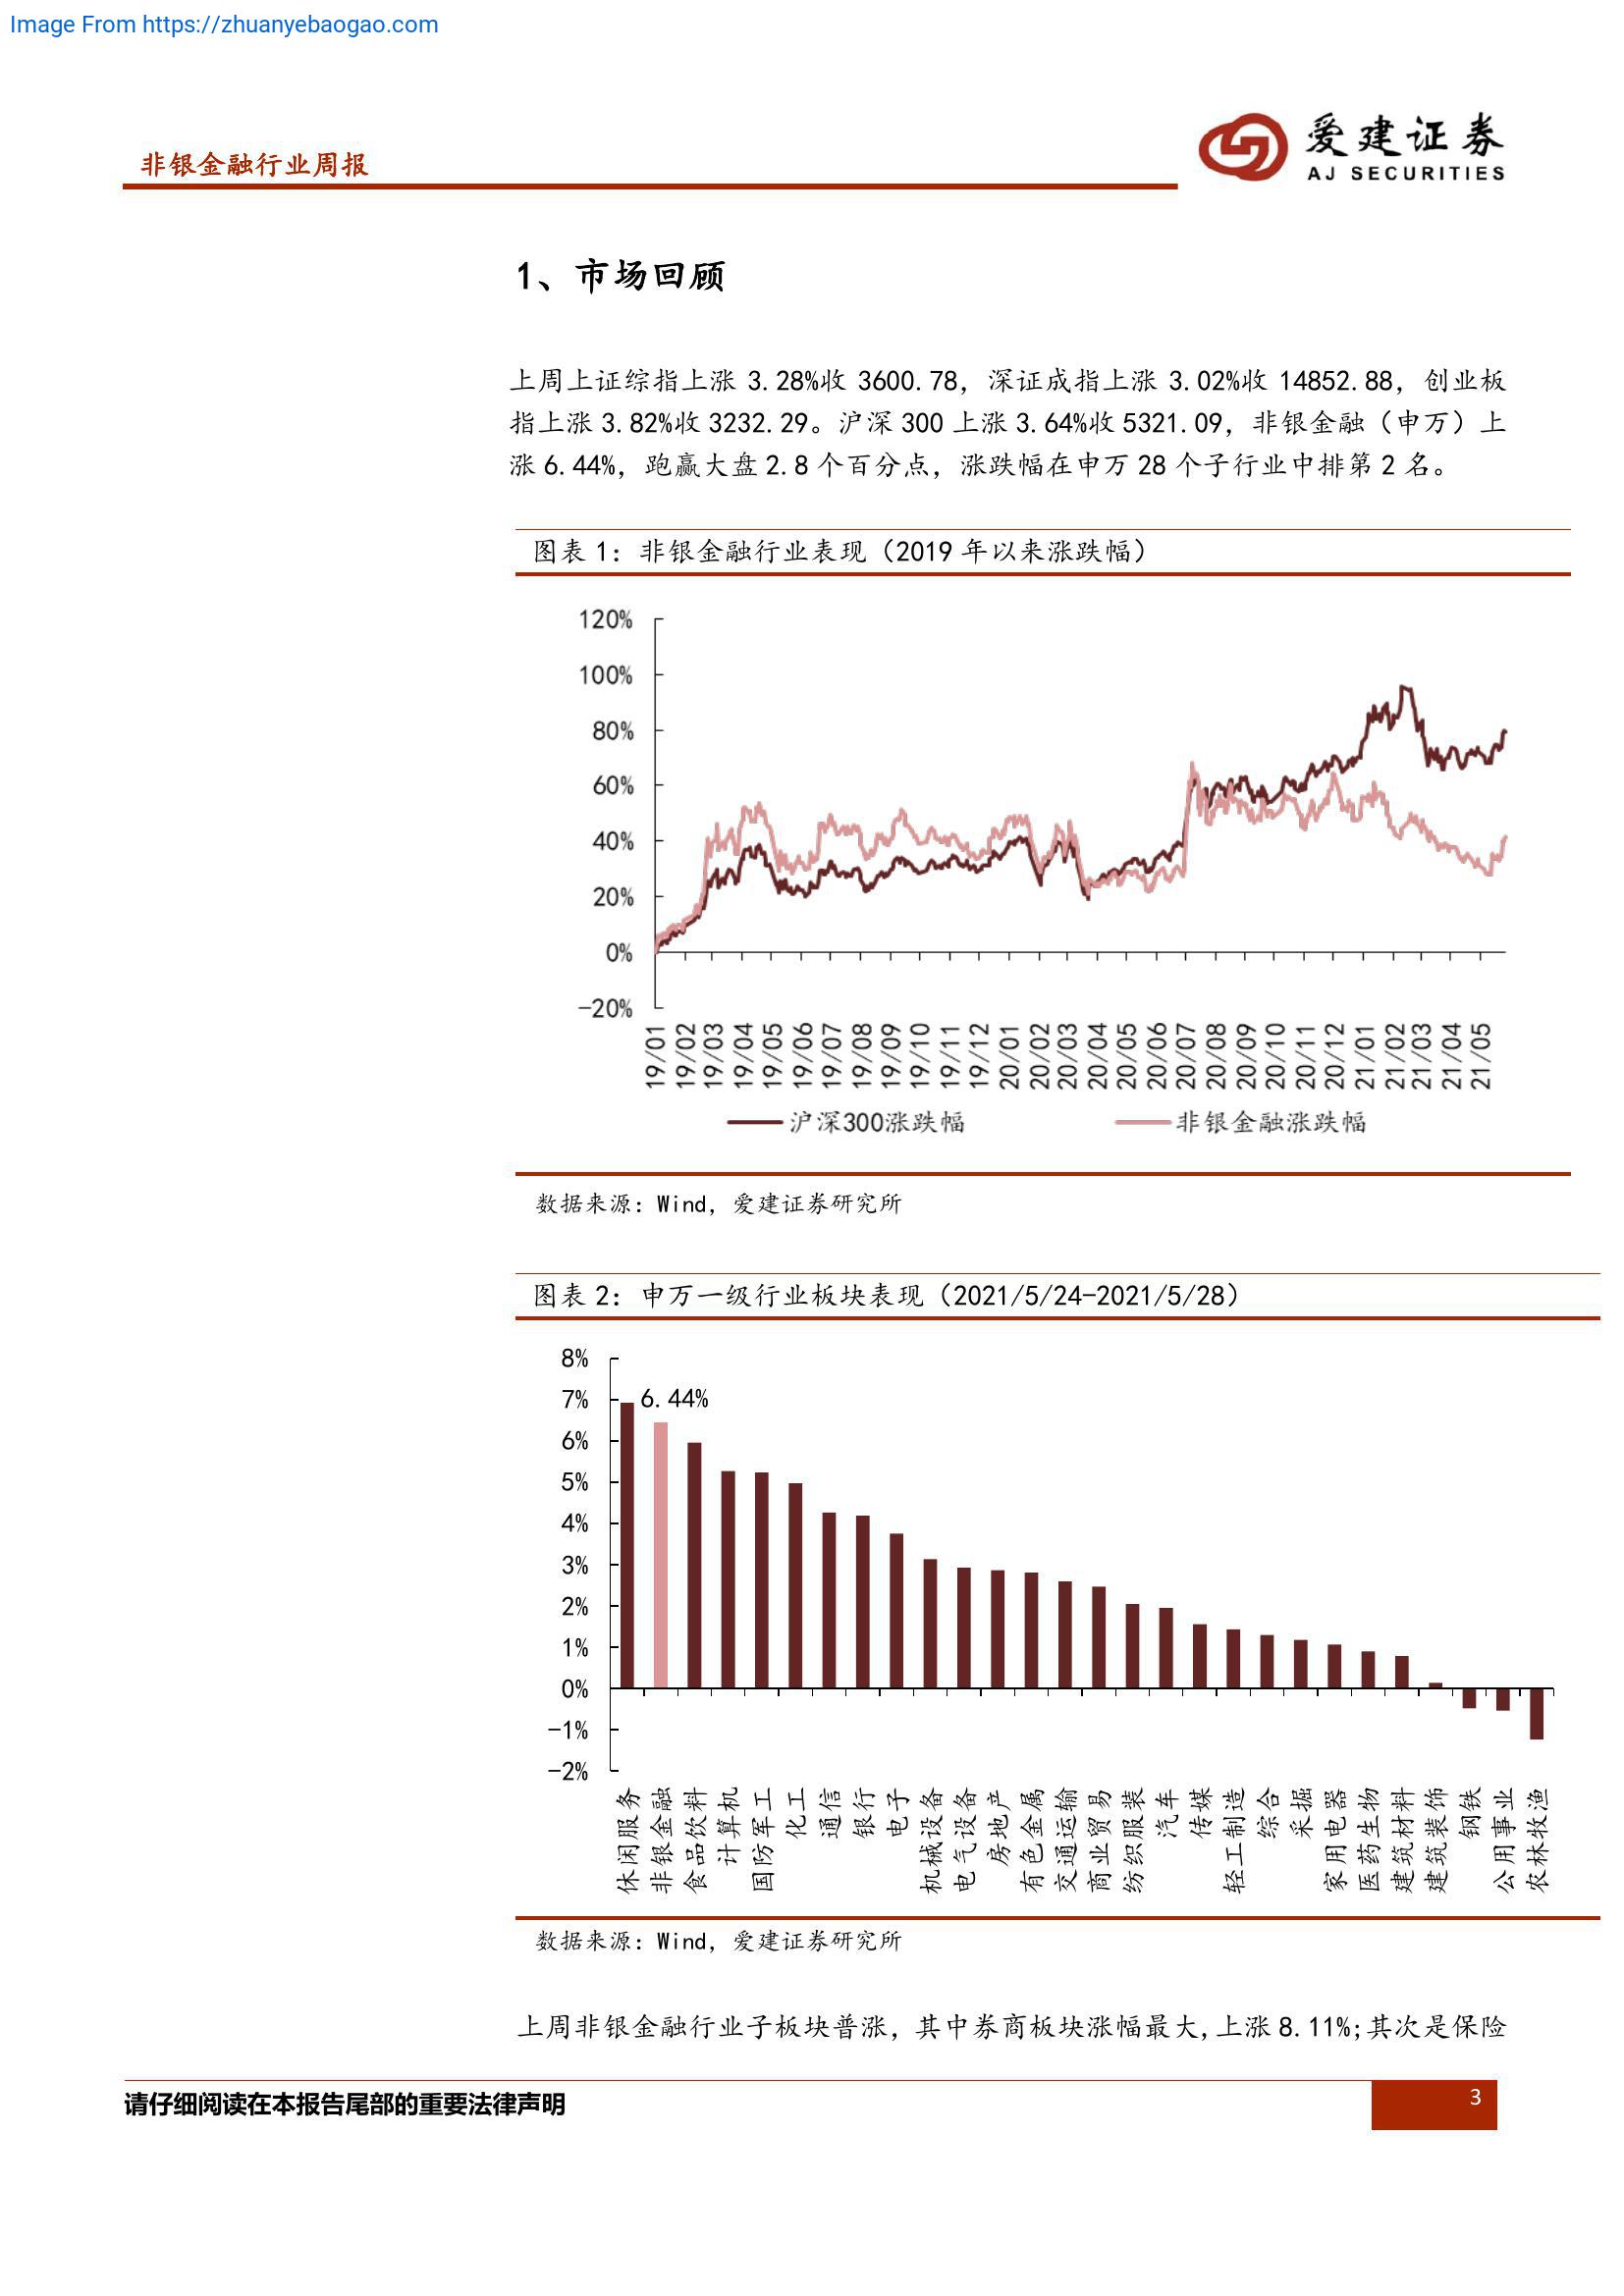 Image From https://zhuanyebaogao.com
非银金融行业周报
爱建证券
AJ SECURITIES
1、市场回顾
上周上证综指上涨 3.28%收 3600.78，深证成指上涨 3.02%收 14852.88，创业板
指上涨 3.82%收 3232.29。沪深 300 上涨 3.64%收 5321.09，非银金融（申万）上
涨 6.44%，跑赢大盘 2.8 个百分点，涨跌幅在申万 28 个子行业中排第 2 名。
图表 1：非银金融行业表现（2019 年以来涨跌幅）
120%
100%
80%
60%
40%
20%
0%
-20%
19/01
19/02
19/03
19/04
19/05
19/06
19/07
19/08
19/09
19/10
19/11
19/12
20/01
20/02
20/03
20/04
20/05
20/06
20/07
20/08
20/09
20/10
20/11
20/12
21/01
21/02
21/03
21/04
21/05
沪深300涨跌幅
非银金融涨跌幅
数据来源：Wind，爱建证券研究所
图表 2：申万一级行业板块表现（2021/5/24-2021/5/28）
8%
7%
6%
5%
4%
3%
2%
1%
0%
-1%
-2%
6.44%
休闲服务
非银金融
食品饮料
计算机
国防军工
化工
通信
银行
电子
机械设备
电气设备
房地产
有色金属
交通运输
商业贸易
纺织服装
汽车
传媒
轻工制造
综合
采掘
家用电器
医药生物
建筑材料
建筑装饰
钢铁
公用事业
农林牧渔
数据来源：Wind，爱建证券研究所
上周非银金融行业子板块普涨，其中券商板块涨幅最大,上涨 8.11%;其次是保险
请仔细阅读在本报告尾部的重要法律声明
3